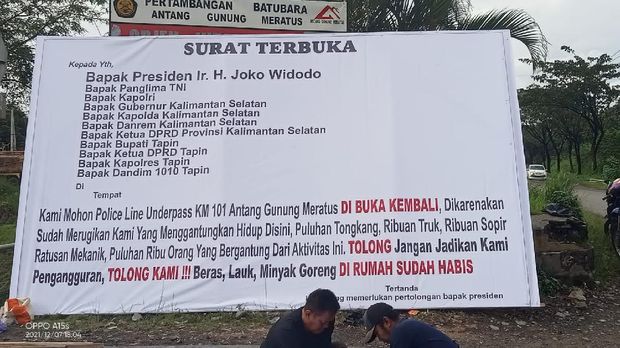 PERTAMBANGAN BATUBARA
ANTANG GUNUNG MERATUS
SURAT TERBUKA
Kepada Yth,
Bapak Presiden Ir. H. Joko Widodo
Bapak Panglima TNI
Bapak Kapolri
Bapak Gubernur Kalimantan Selatan
Bapak Kapolda Kalimantan Selatan
Bapak Danrem Kalimantan Selatan
Bapak Ketua DPRD Provinsi Kalimantan Selatan
Bapak Bupati Tapin
Bapak Ketua DPRD Tapin
Bapak Kapolres Tapin
Bapak Dandim 1010 Tapin
Di
Tempat
Kami Mohon Police Line Underpass KM 101 Antang Gunung Meratus DI BUKA KEMBALI, Dikarenakan
Sudah Merugikan Kami Yang Menggantungkan Hidup Disini, Puluhan Tongkang, Ribuan Truk, Ribuan Sopir
Ratusan Mekanik, Puluhan Ribu Orang Yang Bergantung Dari Aktivitas Ini. TOLONG Jangan Jadikan Kami
Pengangguran, TOLONG KAMI !!! Beras, Lauk, Minyak Goreng DI RUMAH SUDAH HABIS
Tertanda
memerlukan pertolongan bapak presiden
OPPO A15s
2021/12/07 18:04